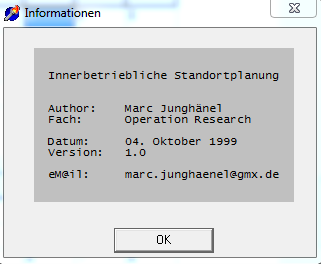 Informationen
Innerbetriebliche Standortplanung
Author: Marc Junghänel
Fach: Operation Research
Datum: 04. Oktober 1999
Version: 1.0
eM@il: marc.junghaenel@gmx.de
OK